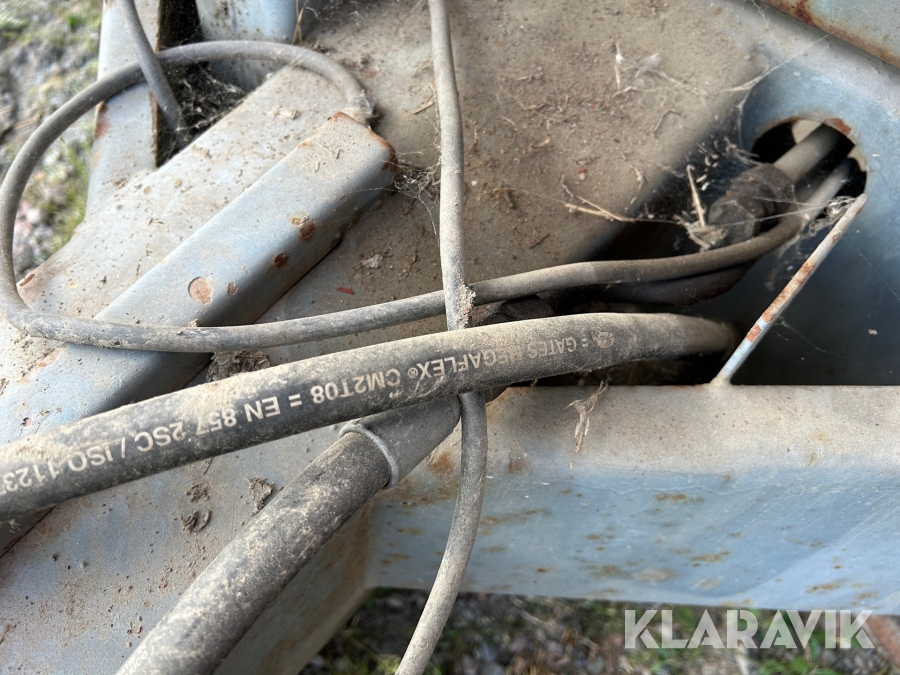 = GATES MEGAFLEX® CM2T08 = EN 857 2SC / ISO 1123
KLARAVIK